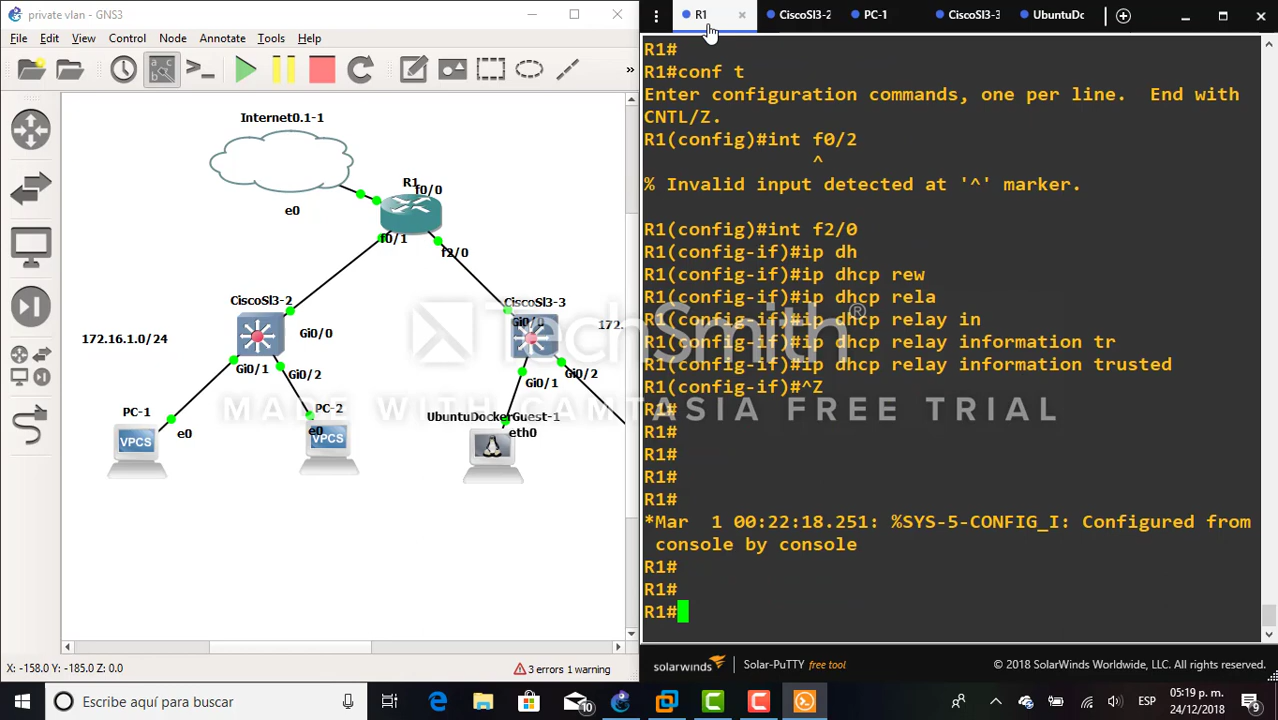 private vlan - GNS3
File Edit View Control Node Annotate Tools Help
Internet0.1-1
e0
R1
f0/0
f0/1
f2/0
CiscoSl3-2
CiscoSl3-3
Gi0/0
Gi0/0
172.16.1.0/24
172.
Gi0/1
Gi0/2
Gi0/1
Gi0/2
PC-1
PC-2
UbuntuDockerGuest-1
e0
e0
eth0
VPCS
VPCS
X: -158.0 Y: -185.0 Z: 0.0
3 errors 1 warning
R1 CiscoSl3-2 PC-1 CiscoSl3-3 UbuntuDc
R1#
R1#conf t
Enter configuration commands, one per line.  End with
CNTL/Z.
R1(config)#int f0/2
^
% Invalid input detected at '^' marker.
R1(config)#int f2/0
R1(config-if)#ip dh
R1(config-if)#ip dhcp rew
R1(config-if)#ip dhcp rela
R1(config-if)#ip dhcp relay in
R1(config-if)#ip dhcp relay information tr
R1(config-if)#ip dhcp relay information trusted
R1(config-if)#^Z
R1#
R1#
R1#
R1#
R1#
*Mar  1 00:22:18.251: %SYS-5-CONFIG_I: Configured from
console by console
R1#
R1#
R1#
TechSmith®
MADE WITH CAMTASIA FREE TRIAL
solarwinds Solar-PuTTY free tool © 2018 SolarWinds Worldwide, LLC. All rights reserved.
Escribe aquí para buscar
10
ESP
05:19 p. m.
24/12/2018
9